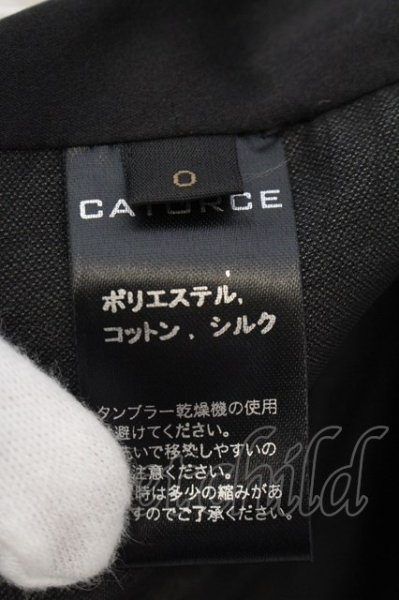 0
CATORCE
ポリエステル、
コットン、シルク
タンブラー乾燥機の使用
避けてください。
いで移染しやすいの
注意ください。
時は多少の縮みがあ
すのでご了承ください。
child